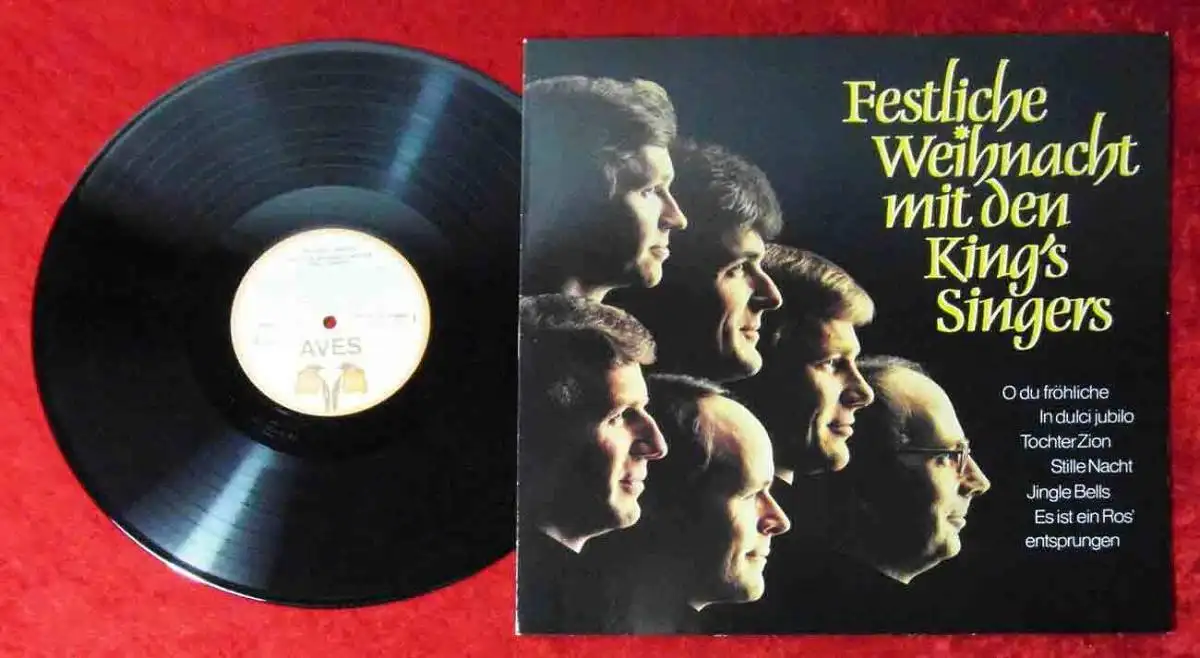 AVES
Festliche
Weihnacht
mit den
King's
Singers
O du fröhliche
In dulci jubilo
Tochter Zion
Stille Nacht
Jingle Bells
Es ist ein Ros'
entsprungen